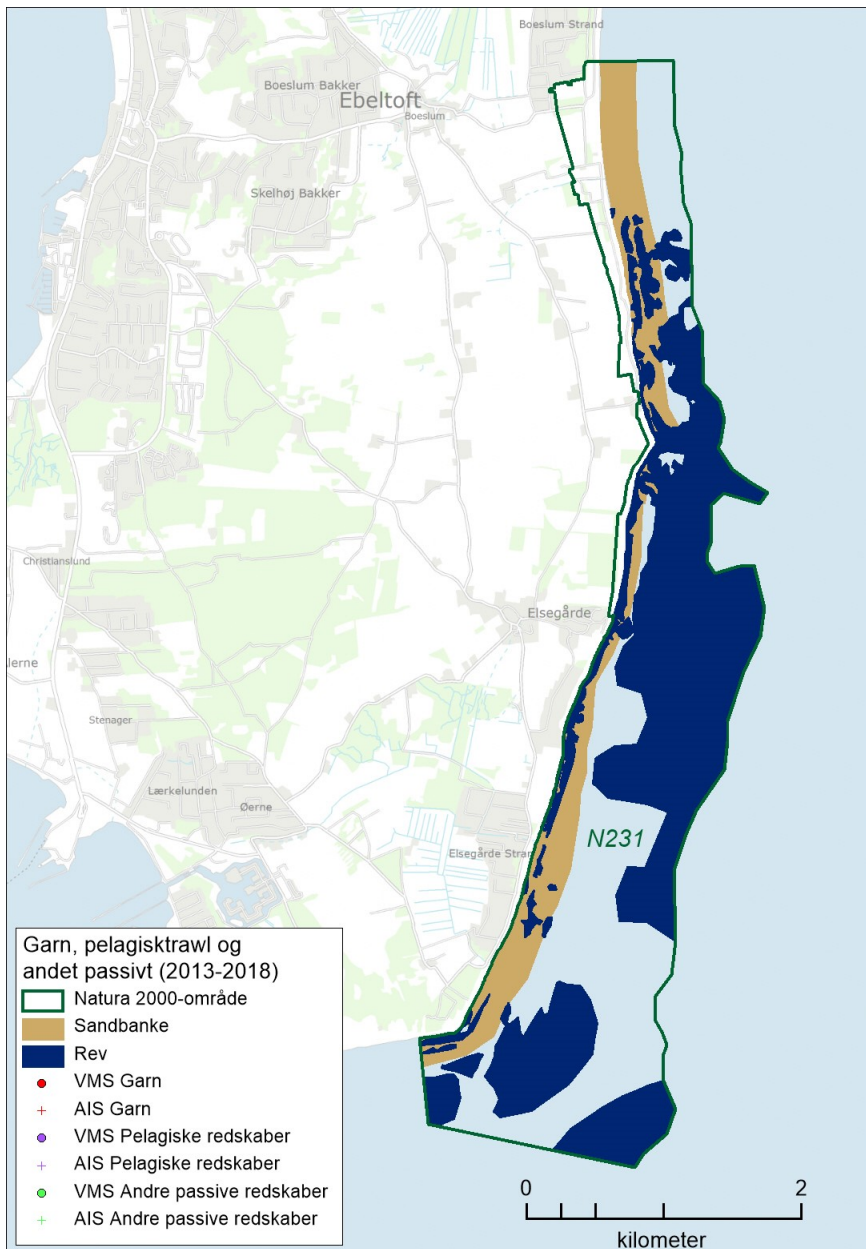 Boeslum Strand
Boeslum Bakker
Ebeltoft
Boeslum
Skelhøj Bakker
Christianslund
Elsegårde
lerne
Stenager
Lærkelunden
Øerne
N231
Elsegårde Stran
Garn, pelagisktrawl og
andet passivt (2013-2018)
Natura 2000-område
Sandbanke
Rev
VMS Garn
AIS Garn
VMS Pelagiske redskaber
AIS Pelagiske redskaber
VMS Andre passive redskaber
AIS Andre passive redskaber
0 2
kilometer